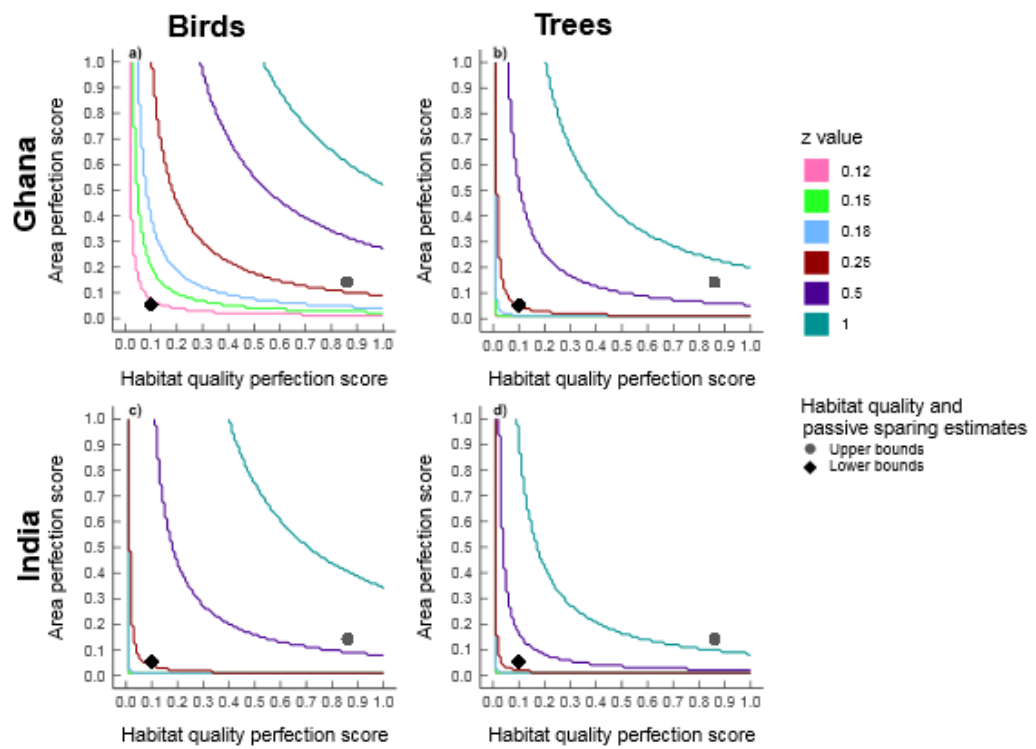 Birds
Trees
Ghana
India
a)
1.0
0.9
0.8
0.7
0.6
0.5
0.4
0.3
0.2
0.1
0.0
Area perfection score
0.0 0.1 0.2 0.3 0.4 0.5 0.6 0.7 0.8 0.9 1.0
Habitat quality perfection score
b)
1.0
0.9
0.8
0.7
0.6
0.5
0.4
0.3
0.2
0.1
0.0
Area perfection score
0.0 0.1 0.2 0.3 0.4 0.5 0.6 0.7 0.8 0.9 1.0
Habitat quality perfection score
z value
0.12
0.15
0.18
0.25
0.5
1
Habitat quality and
passive sparing estimates
Upper bounds
Lower bounds
c)
1.0
0.9
0.8
0.7
0.6
0.5
0.4
0.3
0.2
0.1
0.0
Area perfection score
0.0 0.1 0.2 0.3 0.4 0.5 0.6 0.7 0.8 0.9 1.0
Habitat quality perfection score
d)
1.0
0.9
0.8
0.7
0.6
0.5
0.4
0.3
0.2
0.1
0.0
Area perfection score
0.0 0.1 0.2 0.3 0.4 0.5 0.6 0.7 0.8 0.9 1.0
Habitat quality perfection score